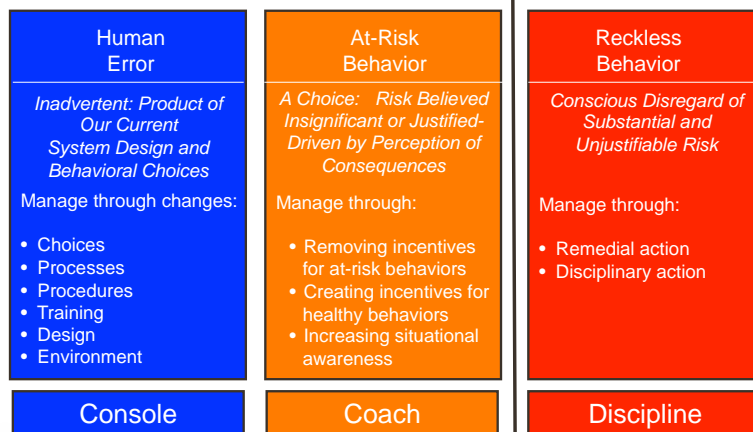 Human
Error
Inadvertent: Product of
Our Current
System Design and
Behavioral Choices
Manage through changes:
• Choices
• Processes
• Procedures
• Training
• Design
• Environment
Console
At-Risk
Behavior
A Choice: Risk Believed
Insignificant or Justified-
Driven by Perception of
Consequences
Manage through:
• Removing incentives
for at-risk behaviors
• Creating incentives for
healthy behaviors
• Increasing situational
awareness
Coach
Reckless
Behavior
Conscious Disregard of
Substantial and
Unjustifiable Risk
Manage through:
• Remedial action
• Disciplinary action
Discipline